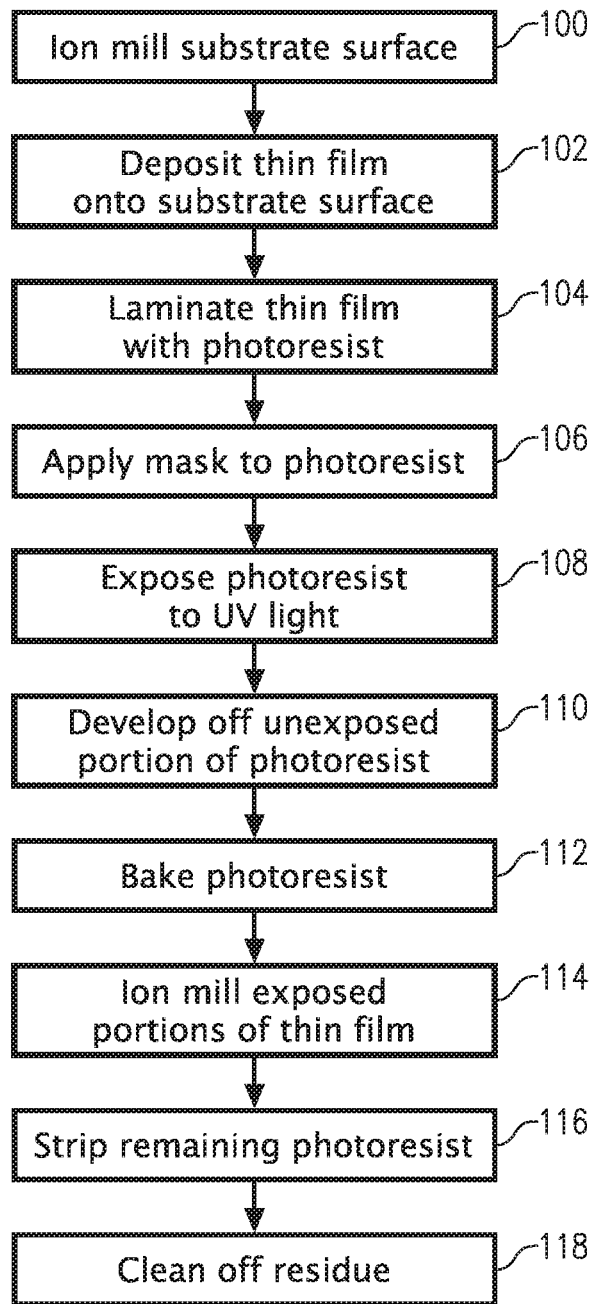 Ion mill substrate surface
100
Deposit thin film
onto substrate surface
102
Laminate thin film
with photoresist
104
Apply mask to photoresist
106
Expose photoresist
to UV light
108
Develop off unexposed
portion of photoresist
110
Bake photoresist
112
Ion mill exposed
portions of thin film
114
Strip remaining photoresist
116
Clean off residue
118